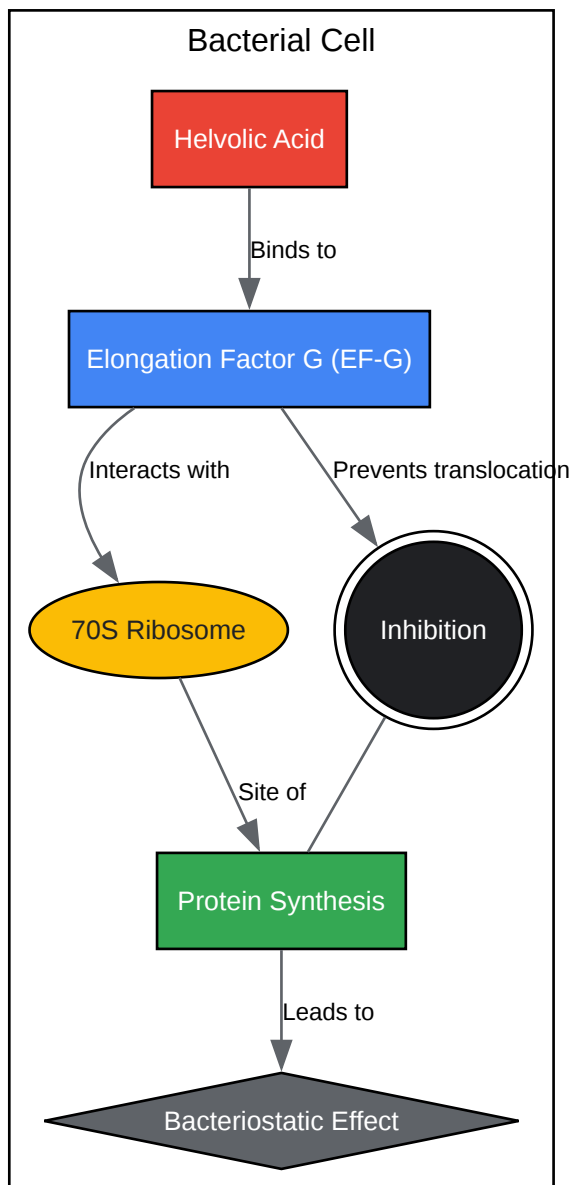 Bacterial Cell
Helvolic Acid
Binds to
Elongation Factor G (EF-G)
Interacts with
Prevents translocation
70S Ribosome
Inhibition
Site of
Protein Synthesis
Leads to
Bacteriostatic Effect